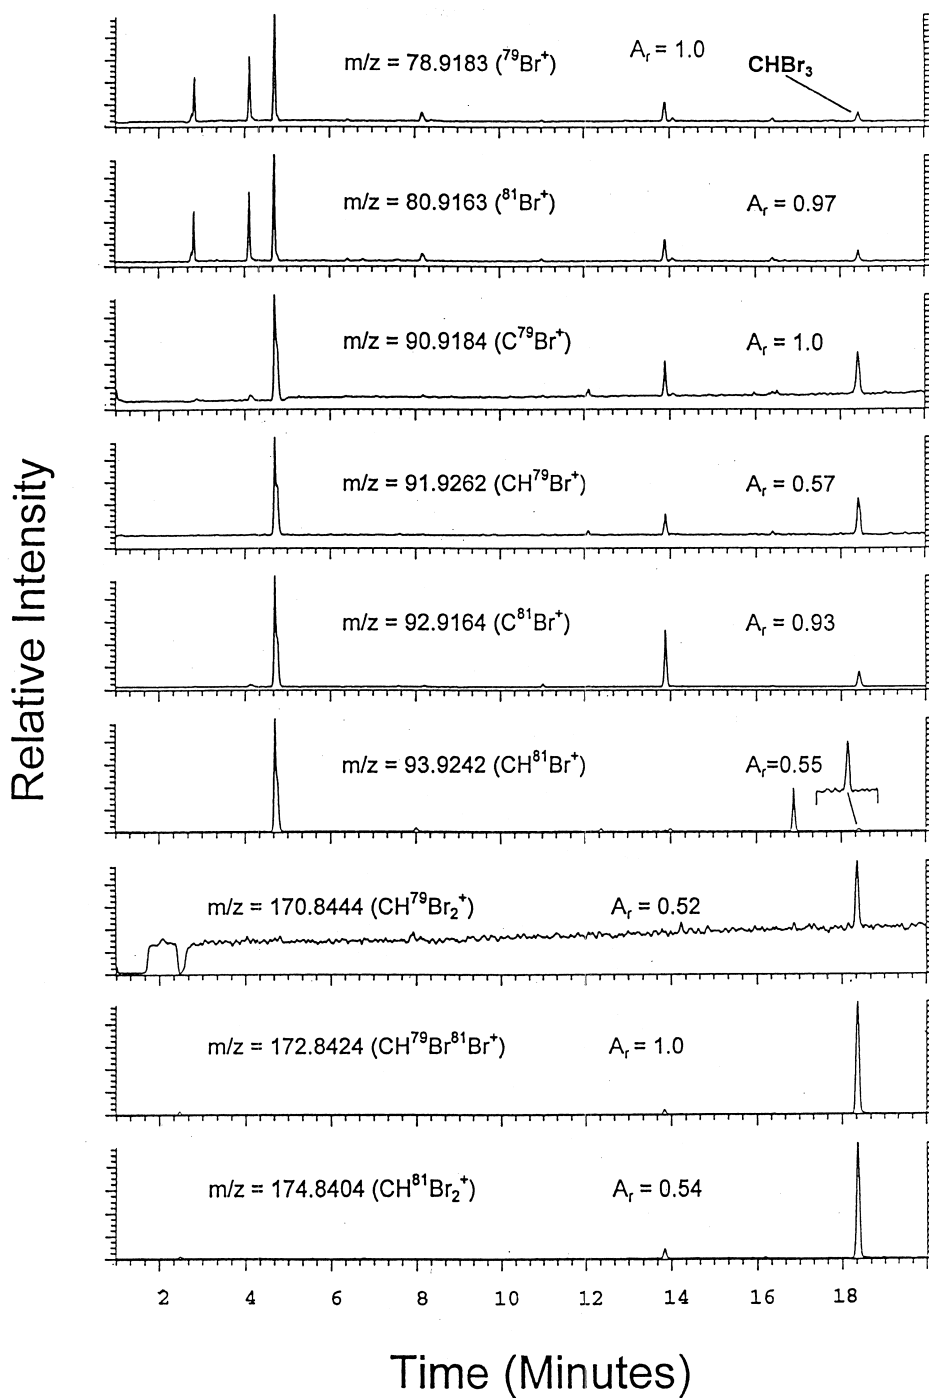 m/z = 78.9183 (⁷⁹Br⁺) Aᵣ = 1.0
CHBr₃
m/z = 80.9163 (⁸¹Br⁺) Aᵣ = 0.97
m/z = 90.9184 (C⁷⁹Br⁺) Aᵣ = 1.0
m/z = 91.9262 (CH⁷⁹Br⁺) Aᵣ = 0.57
m/z = 92.9164 (C⁸¹Br⁺) Aᵣ = 0.93
m/z = 93.9242 (CH⁸¹Br⁺) Aᵣ=0.55
m/z = 170.8444 (CH⁷⁹Br₂⁺) Aᵣ = 0.52
m/z = 172.8424 (CH⁷⁹Br⁸¹Br⁺) Aᵣ = 1.0
m/z = 174.8404 (CH⁸¹Br₂⁺) Aᵣ = 0.54
Relative Intensity
2 4 6 8 10 12 14 16 18
Time (Minutes)